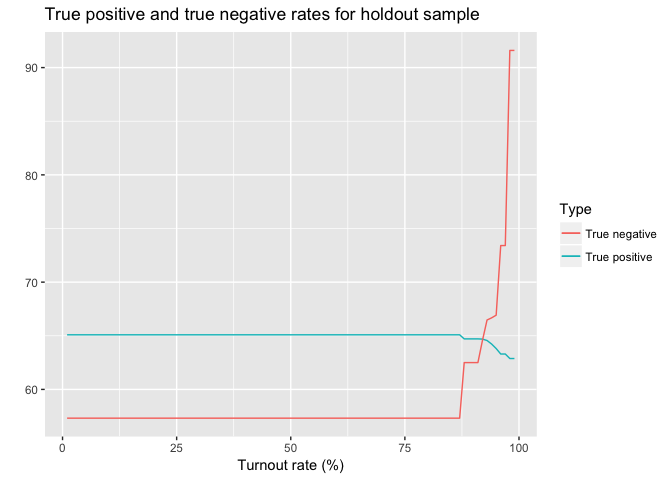 True positive and true negative rates for holdout sample
90
80
70
60
0 25 50 75 100
Turnout rate (%)
Type
True negative
True positive